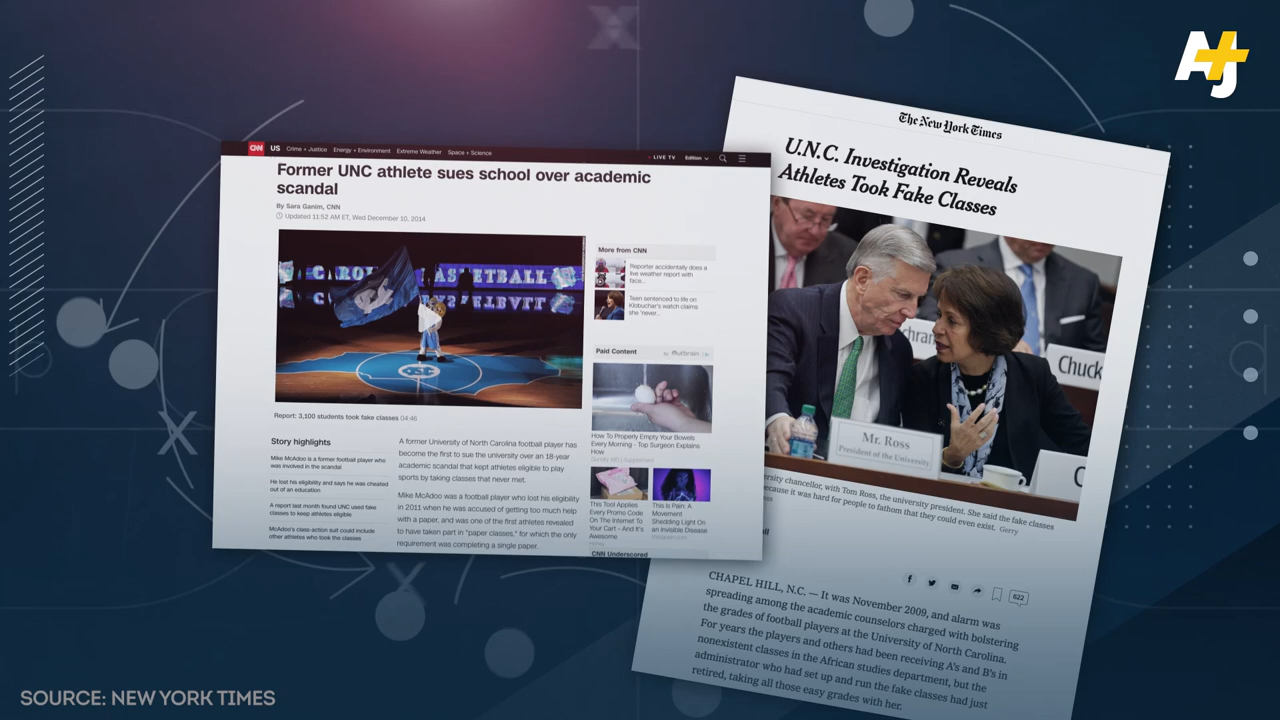 AJ+
CNN US Crime + Justice Energy + Environment Extreme Weather Space + Science LIVE TV Edition
Former UNC athlete sues school over academic
scandal
By Sara Ganim, CNN
Updated 11:52 AM ET, Wed December 10, 2014
CAROL ASKETBALL
Report: 3,100 students took fake classes 04:46
Story highlights
Mike McAdoo is a former football player who
was involved in the scandal
He lost his eligibility and says he was cheated
out of an education
A report last month found UNC used fake
classes to keep athletes eligible
McAdoo's class-action suit could include
other athletes who took the classes
A former University of North Carolina football player has
become the first to sue the university over an 18-year
academic scandal that kept athletes eligible to play
sports by taking classes that never met.
Mike McAdoo was a football player who lost his eligibility
in 2011 when he was accused of getting too much help
with a paper, and was one of the first athletes revealed
to have taken part in "paper classes," for which the only
requirement was completing a single paper.
More from CNN
Reporter accidentally does a
live weather report with
face...
Teen sentenced to life on
Klobuchar's watch claims
she 'never...
Paid Content
by Outbrain
How To Properly Empty Your Bowels
Every Morning - Top Surgeon Explains
How
This Tool Applies
Every Promo Code
On The Internet To
Your Cart - And It's
Awesome
This Is Pain: A
Movement
Shedding Light On
an Invisible Disease
CNN Underscored
The New York Times
U.N.C. Investigation Reveals
Athletes Took Fake Classes
chran
Chuck
Mr. Ross
President of the University
C
ersity chancellor, with Tom Ross, the university president. She said the fake classes
ecause it was hard for people to fathom that they could even exist. Gerry
622
CHAPEL HILL, N.C. — It was November 2009, and alarm was
spreading among the academic counselors charged with bolstering
the grades of football players at the University of North Carolina.
For years the players and others had been receiving A's and B's in
nonexistent classes in the African studies department, but the
administrator who had set up and run the fake classes had just
retired, taking all those easy grades with her.
SOURCE: NEW YORK TIMES